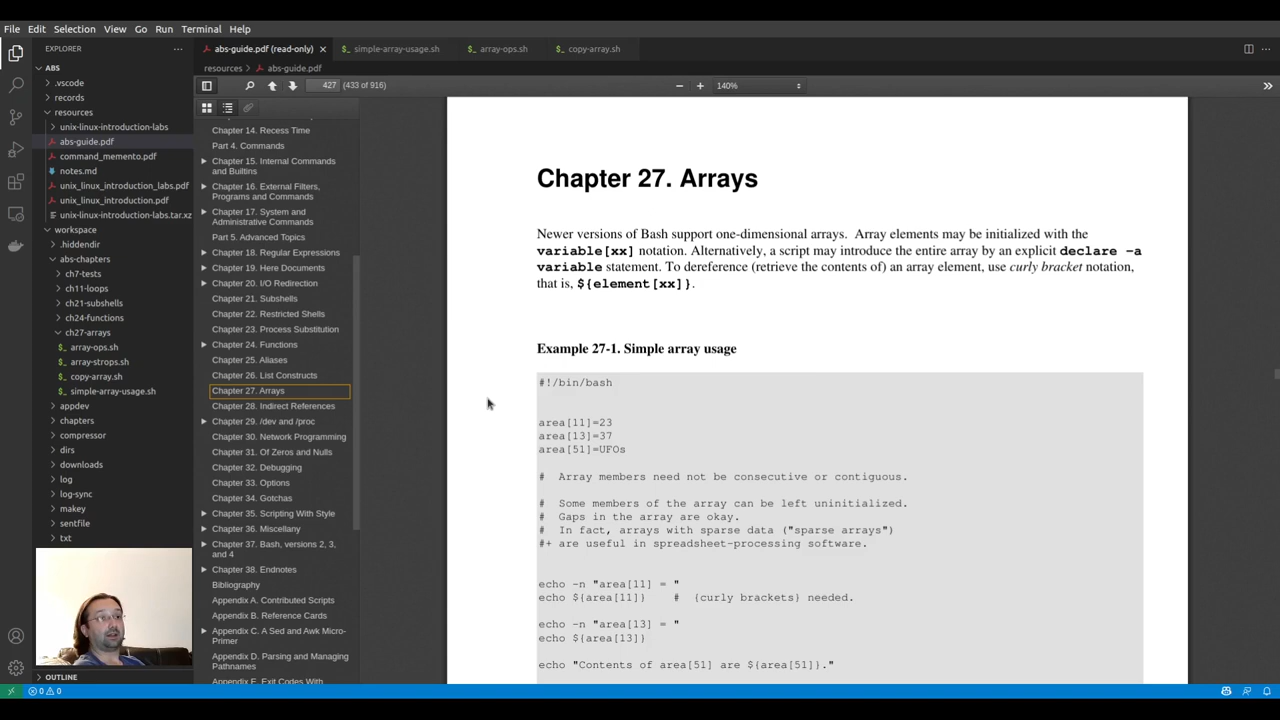 File Edit Selection View Go Run Terminal Help
EXPLORER
ABS
.vscode
records
resources
unix-linux-introduction-labs
abs-guide.pdf
command_memento.pdf
notes.md
unix_linux_introduction_labs.pdf
unix_linux_introduction.pdf
unix-linux-introduction-labs.tar.xz
workspace
.hiddendir
abs-chapters
ch7-tests
ch11-loops
ch21-subshells
ch24-functions
ch27-arrays
array-ops.sh
array-strops.sh
copy-array.sh
simple-array-usage.sh
appdev
chapters
compressor
dirs
downloads
log
log-sync
makey
sentfile
txt
OUTLINE
0 0
abs-guide.pdf (read-only) simple-array-usage.sh array-ops.sh copy-array.sh
resources > abs-guide.pdf
427 (433 of 916) 140%
Chapter 14. Recess Time
Part 4. Commands
Chapter 15. Internal Commands
and Builtins
Chapter 16. External Filters,
Programs and Commands
Chapter 17. System and
Administrative Commands
Part 5. Advanced Topics
Chapter 18. Regular Expressions
Chapter 19. Here Documents
Chapter 20. I/O Redirection
Chapter 21. Subshells
Chapter 22. Restricted Shells
Chapter 23. Process Substitution
Chapter 24. Functions
Chapter 25. Aliases
Chapter 26. List Constructs
Chapter 27. Arrays
Chapter 28. Indirect References
Chapter 29. /dev and /proc
Chapter 30. Network Programming
Chapter 31. Of Zeros and Nulls
Chapter 32. Debugging
Chapter 33. Options
Chapter 34. Gotchas
Chapter 35. Scripting With Style
Chapter 36. Miscellany
Chapter 37. Bash, versions 2, 3,
and 4
Chapter 38. Endnotes
Bibliography
Appendix A. Contributed Scripts
Appendix B. Reference Cards
Appendix C. A Sed and Awk Micro-
Primer
Appendix D. Parsing and Managing
Pathnames
Appendix E. Exit Codes With
Chapter 27. Arrays
Newer versions of Bash support one-dimensional arrays. Array elements may be initialized with the
variable[xx] notation. Alternatively, a script may introduce the entire array by an explicit declare -a
variable statement. To dereference (retrieve the contents of) an array element, use curly bracket notation,
that is, ${element[xx]}.
Example 27-1. Simple array usage
#!/bin/bash
area[11]=23
area[13]=37
area[51]=UFOs
# Array members need not be consecutive or contiguous.
# Some members of the array can be left uninitialized.
# Gaps in the array are okay.
# In fact, arrays with sparse data ("sparse arrays")
#+ are useful in spreadsheet-processing software.
echo -n "area[11] = "
echo ${area[11]} # {curly brackets} needed.
echo -n "area[13] = "
echo ${area[13]}
echo "Contents of area[51] are ${area[51]}."